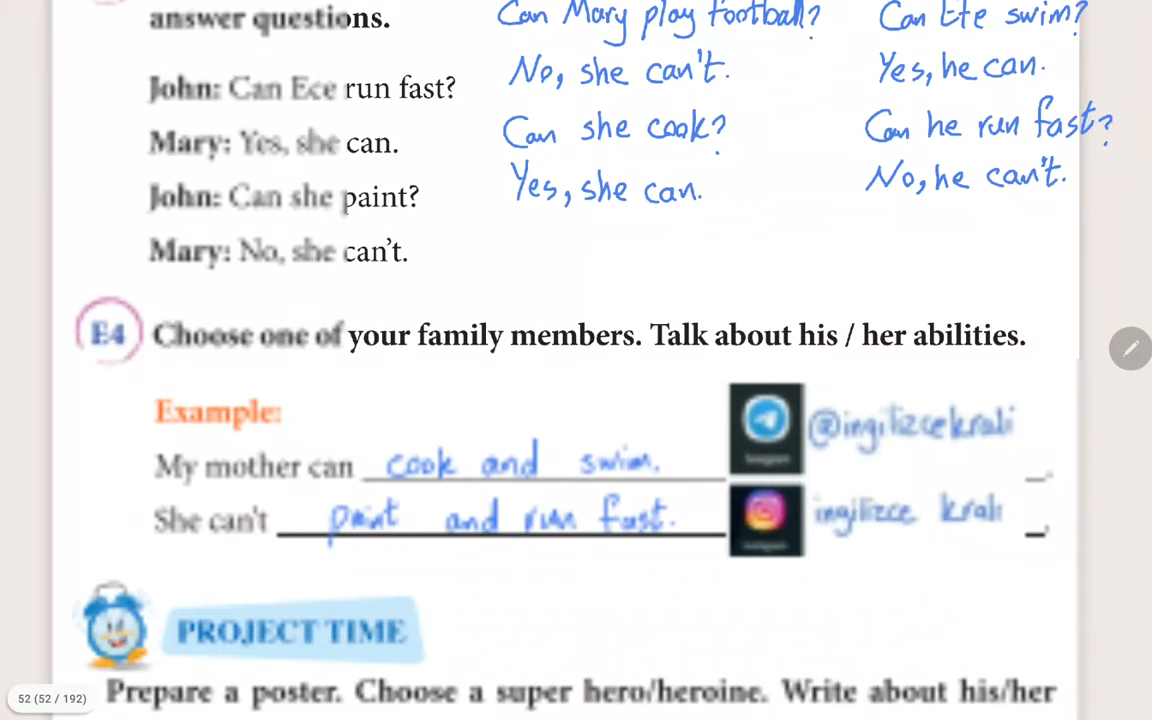 answer questions.
Can Mary play football?
Can Efe swim?
No, she can't.
Yes, he can.
John: Can Ece run fast?
Can she cook?
Can he run fast?
Mary: Yes, she can.
Yes, she can.
No, he can't.
John: Can she paint?
Mary: No, she can't.
E4 Choose one of your family members. Talk about his / her abilities.
Example:
@ingilizcekrali
My mother can cook and swim.
She can't paint and run fast.
ingilizce kralı
PROJECT TIME
52 (52 / 192)
Prepare a poster. Choose a super hero/heroine. Write about his/her